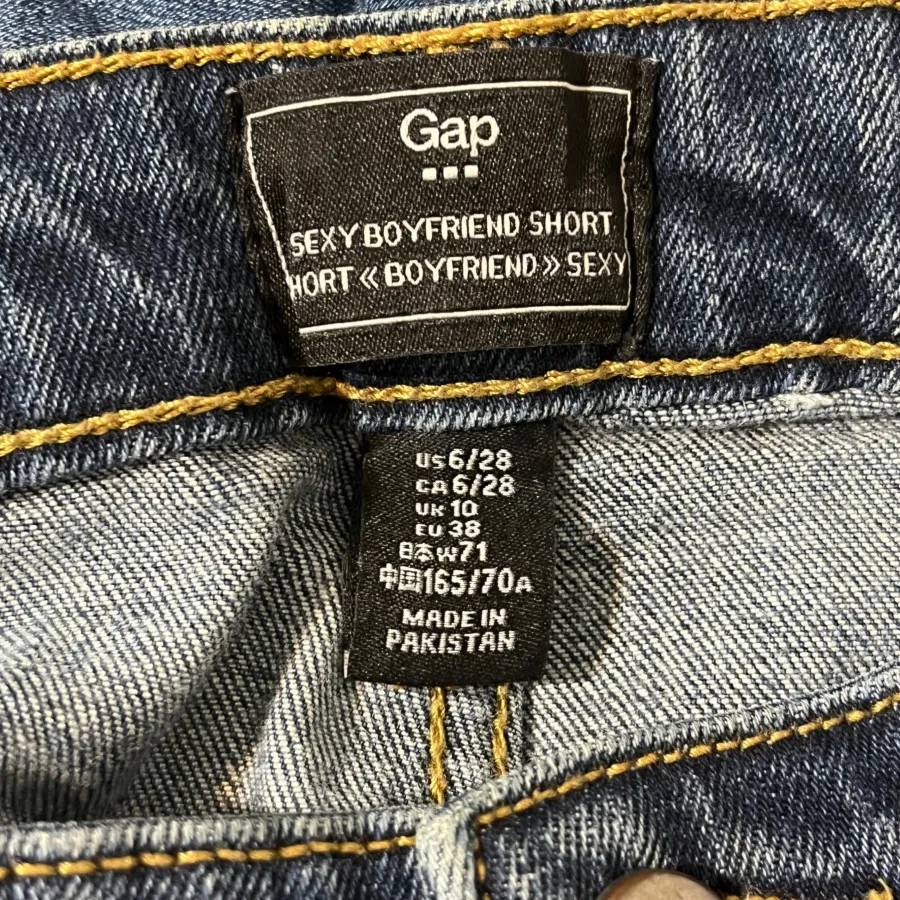 Gap
SEXY BOYFRIEND SHORT
HORT « BOYFRIEND » SEXY
US 6/28
CA 6/28
UK 10
EU 38
日本 W71
中国 165/70A
MADE IN
PAKISTAN